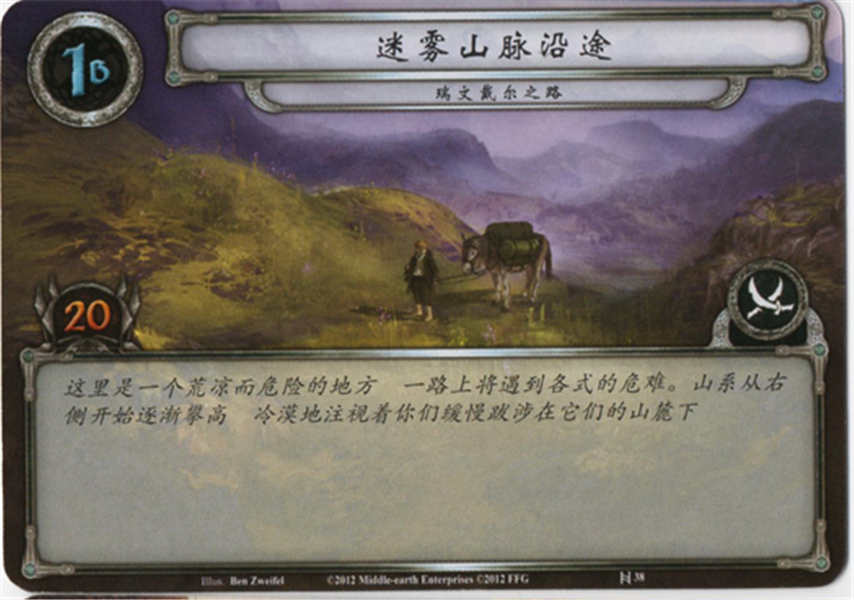 1B
迷雾山脉沿途
瑞文戴尔之路
20
这里是一个荒凉而危险的地方 一路上将遇到各式的危难。山系从右
侧开始逐渐攀高 冷漠地注视着你们缓慢跋涉在它们的山麓下
Illus. Ben Zweifel ©2012 Middle-earth Enterprises ©2012 FFG 38